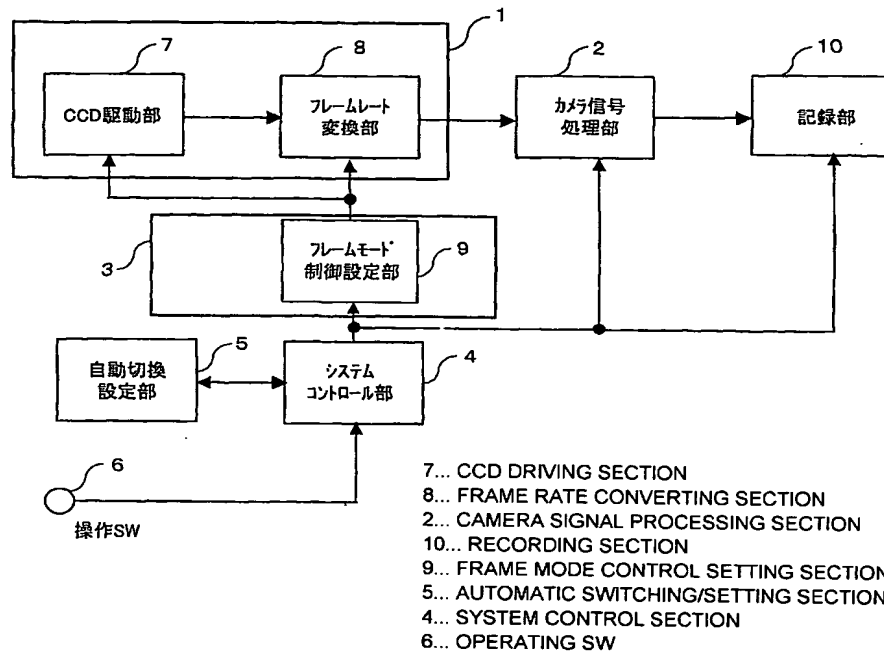 1
7
8
2
10
CCD駆動部
フレームレート
変換部
カメラ信号
処理部
記録部
3
フレームモード
制御設定部
9
自動切換
設定部
5
システム
コントロール部
4
6
操作SW
7... CCD DRIVING SECTION
8... FRAME RATE CONVERTING SECTION
2... CAMERA SIGNAL PROCESSING SECTION
10... RECORDING SECTION
9... FRAME MODE CONTROL SETTING SECTION
5... AUTOMATIC SWITCHING/SETTING SECTION
4... SYSTEM CONTROL SECTION
6... OPERATING SW